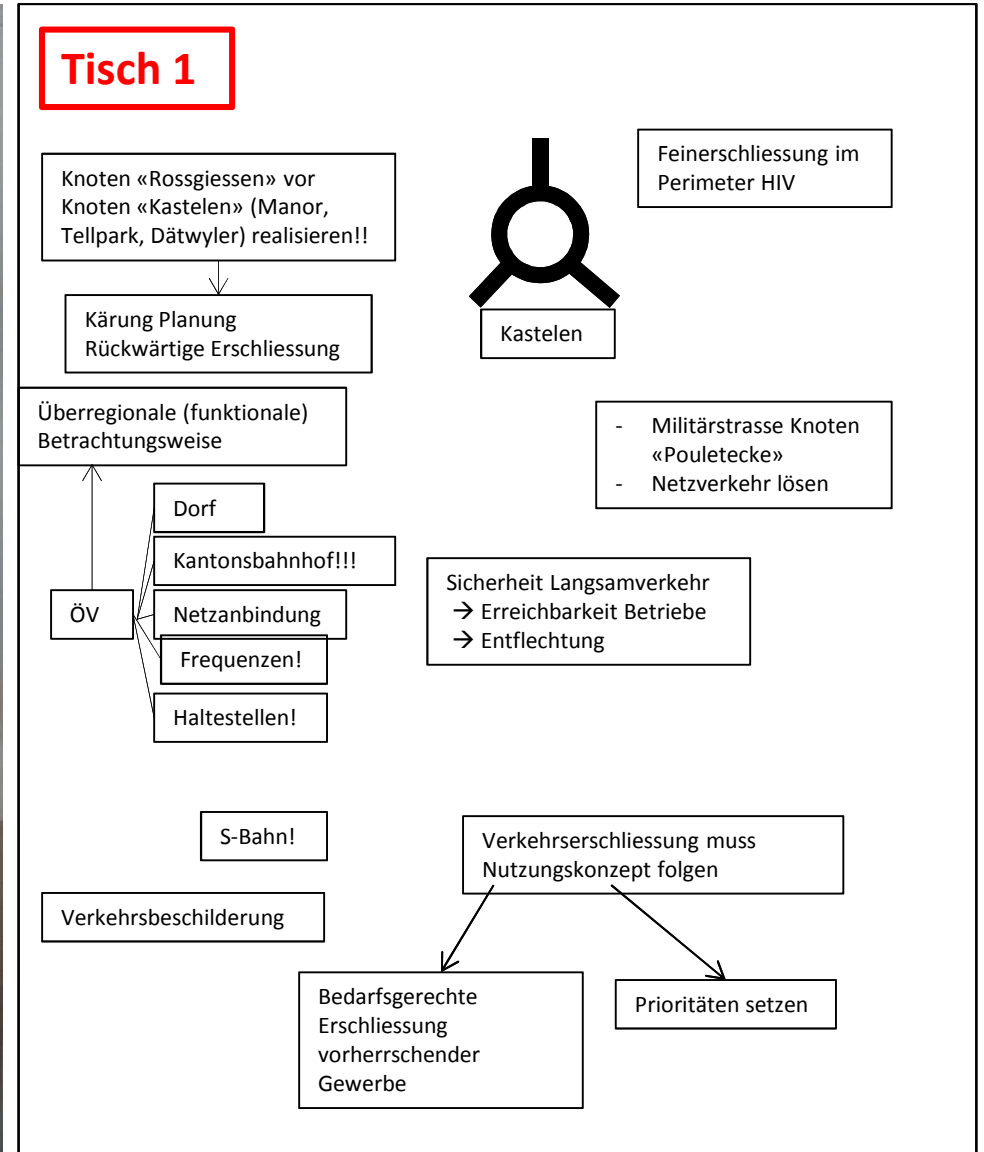 Tisch 1
Knoten «Rossgiessen» vor
Knoten «Kastelen» (Manor,
Tellpark, Dätwyler) realisieren!!
Kärung Planung
Rückwärtige Erschliessung
Kastelen
Feinerschliessung im
Perimeter HIV
Überregionale (funktionale)
Betrachtungsweise
- Militärstrasse Knoten
«Pouletecke»
- Netzverkehr lösen
ÖV
Dorf
Kantonsbahnhof!!!
Netzanbindung
Frequenzen!
Haltestellen!
Sicherheit Langsamverkehr
→ Erreichbarkeit Betriebe
→ Entflechtung
S-Bahn!
Verkehrsbeschilderung
Verkehrserschliessung muss
Nutzungskonzept folgen
Bedarfsgerechte
Erschliessung
vorherrschender
Gewerbe
Prioritäten setzen